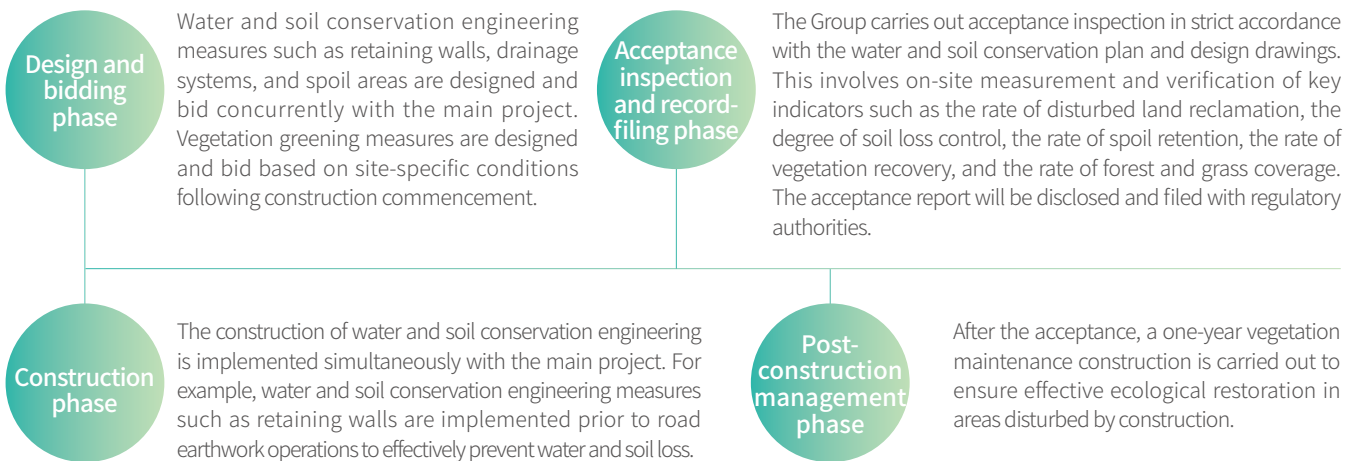 Design and
bidding
phase
Water and soil conservation engineering
measures such as retaining walls, drainage
systems, and spoil areas are designed and
bid concurrently with the main project.
Vegetation greening measures are designed
and bid based on site-specific conditions
following construction commencement.
Construction
phase
The construction of water and soil conservation engineering
is implemented simultaneously with the main project. For
example, water and soil conservation engineering measures
such as retaining walls are implemented prior to road
earthwork operations to effectively prevent water and soil loss.
Acceptance
inspection
and record-
filing phase
The Group carries out acceptance inspection in strict accordance
with the water and soil conservation plan and design drawings.
This involves on-site measurement and verification of key
indicators such as the rate of disturbed land reclamation, the
degree of soil loss control, the rate of spoil retention, the rate of
vegetation recovery, and the rate of forest and grass coverage.
The acceptance report will be disclosed and filed with regulatory
authorities.
Post-
construction
management
phase
After the acceptance, a one-year vegetation
maintenance construction is carried out to
ensure effective ecological restoration in
areas disturbed by construction.